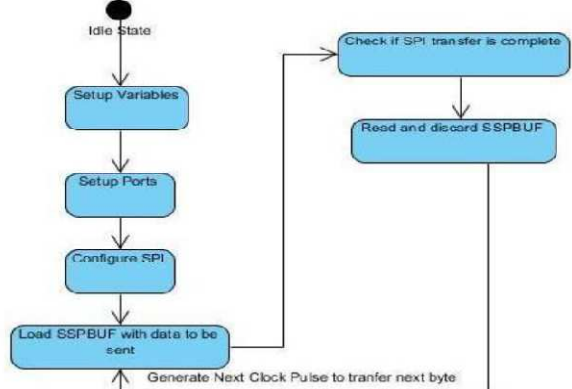 Idle State
Setup Variables
Setup Ports
Configure SPI
Load SSPBUF with data to be
sent
Check if SPI transfer is complete
Read and discard SSPBUF
Generate Next Clock Pulse to tranfer next byte